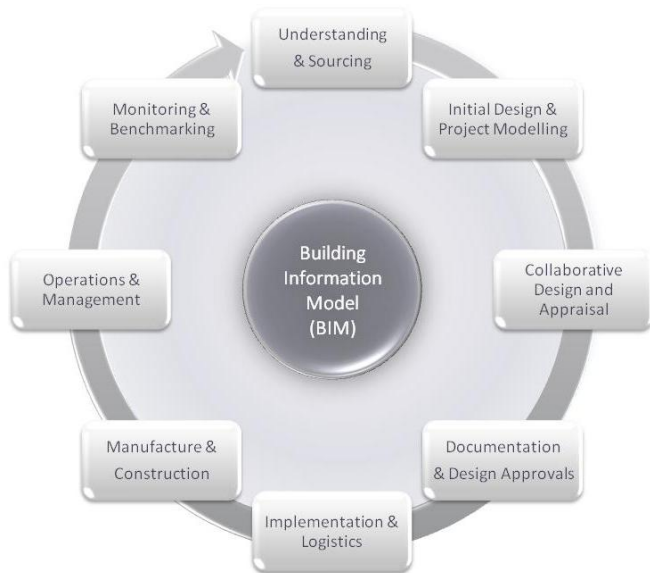 Understanding
& Sourcing
Initial Design &
Project Modelling
Collaborative
Design and
Appraisal
Documentation
& Design Approvals
Implementation &
Logistics
Manufacture &
Construction
Operations &
Management
Monitoring &
Benchmarking
Building
Information
Model
(BIM)